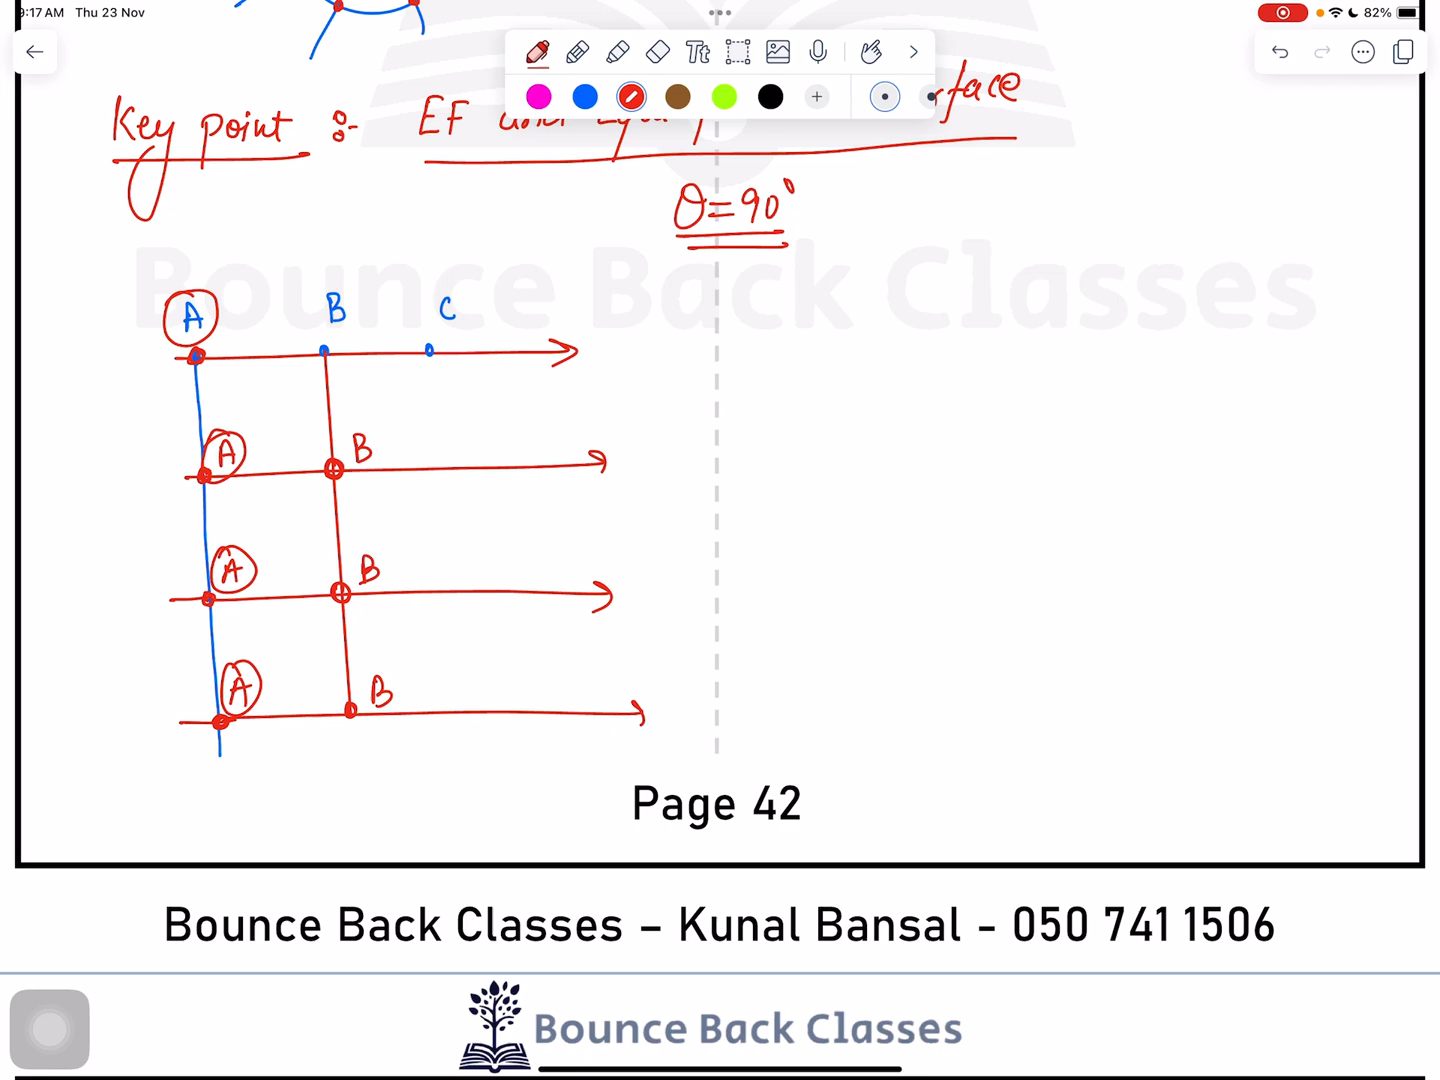 9:17 AM Thu 23 Nov
82%
Tt
Key point :- EF
θ=90°
Bounce Back Classes
A B C
A B
A B
A B
Page 42
Bounce Back Classes – Kunal Bansal - 050 741 1506
Bounce Back Classes